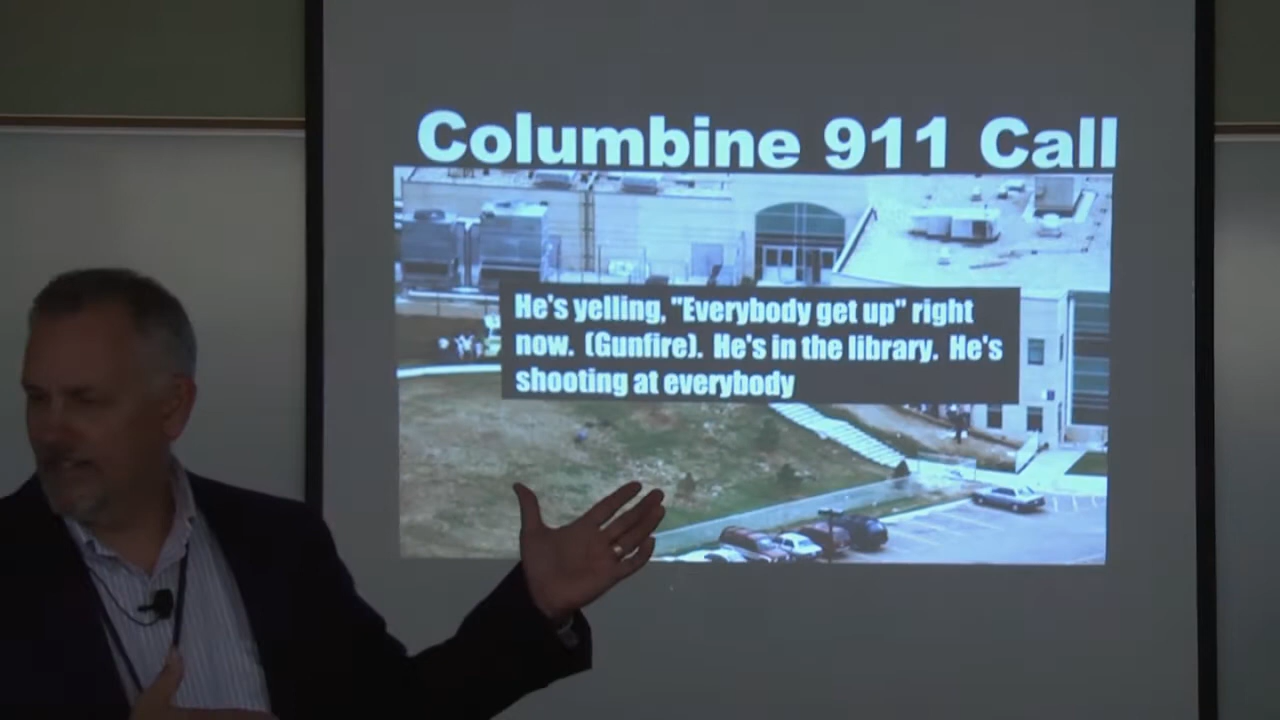 Columbine 911 Call
He's yelling, "Everybody get up" right
now. (Gunfire). He's in the library. He's
shooting at everybody